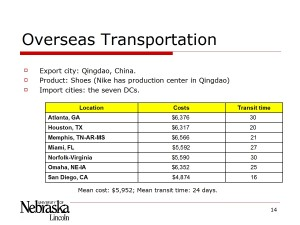 Overseas Transportation
Export city: Qingdao, China.
Product: Shoes (Nike has production center in Qingdao)
Import cities: the seven DCs.
Location Costs Transit time
Atlanta, GA $6,376 30
Houston, TX $6,317 20
Memphis, TN-AR-MS $6,566 21
Miami, FL $5,592 27
Norfolk-Virginia $5,590 30
Omaha, NE-IA $6,352 25
San Diego, CA $4,874 16
Mean cost: $5,952; Mean transit time: 24 days.
UNIVERSITY OF
Nebraska
Lincoln
14